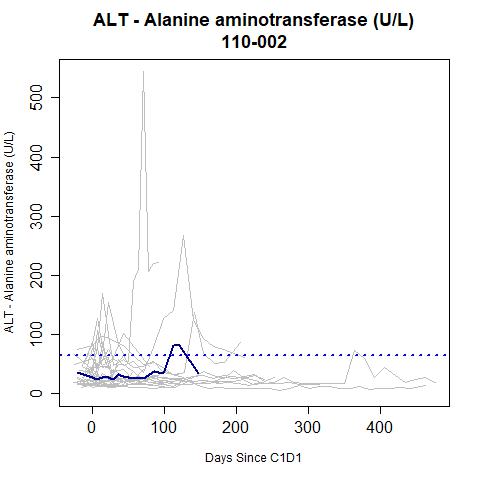 ALT - Alanine aminotransferase (U/L)
110-002
ALT - Alanine aminotransferase (U/L)
500
400
300
200
100
0
0 100 200 300 400
Days Since C1D1